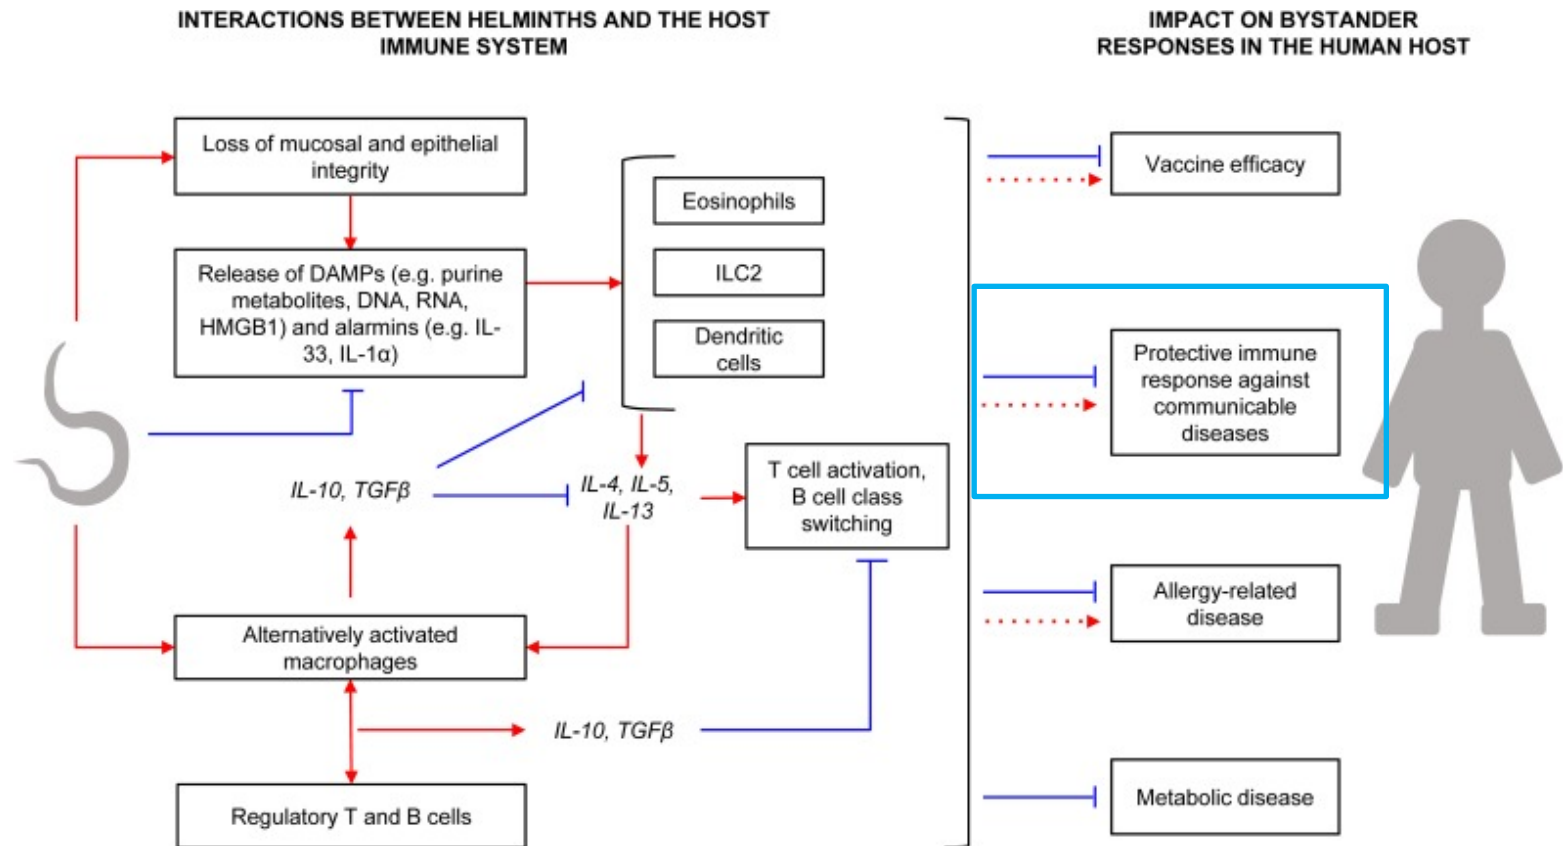 INTERACTIONS BETWEEN HELMINTHS AND THE HOST
IMMUNE SYSTEM
IMPACT ON BYSTANDER
RESPONSES IN THE HUMAN HOST
Loss of mucosal and epithelial
integrity
Release of DAMPs (e.g. purine
metabolites, DNA, RNA,
HMGB1) and alarmins (e.g. IL-
33, IL-1α)
Eosinophils
ILC2
Dendritic
cells
IL-10, TGFβ
IL-4, IL-5,
IL-13
T cell activation,
B cell class
switching
Alternatively activated
macrophages
IL-10, TGFβ
Regulatory T and B cells
Vaccine efficacy
Protective immune
response against
communicable
diseases
Allergy-related
disease
Metabolic disease